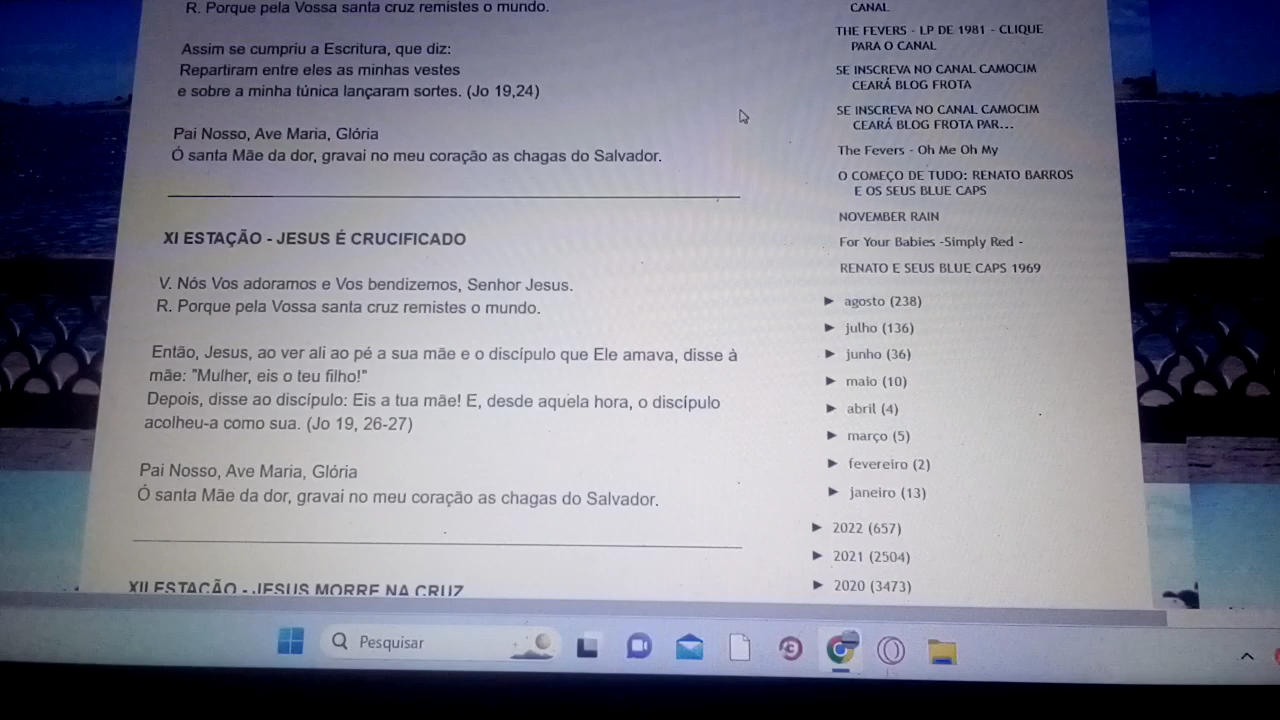 R. Porque pela Vossa santa cruz remistes o mundo.
Assim se cumpriu a Escritura, que diz:
Repartiram entre eles as minhas vestes
e sobre a minha túnica lançaram sortes. (Jo 19,24)
Pai Nosso, Ave Maria, Glória
Ó santa Mãe da dor, gravai no meu coração as chagas do Salvador.
XI ESTAÇÃO - JESUS É CRUCIFICADO
V. Nós Vos adoramos e Vos bendizemos, Senhor Jesus.
R. Porque pela Vossa santa cruz remistes o mundo.
Então, Jesus, ao ver ali ao pé a sua mãe e o discípulo que Ele amava, disse à
mãe: "Mulher, eis o teu filho!"
Depois, disse ao discípulo: Eis a tua mãe! E, desde aquela hora, o discípulo
acolheu-a como sua. (Jo 19, 26-27)
Pai Nosso, Ave Maria, Glória
Ó santa Mãe da dor, gravai no meu coração as chagas do Salvador.
XII ESTAÇÃO - JESUS MORRE NA CRUZ
CANAL
THE FEVERS - LP DE 1981 - CLIQUE
PARA O CANAL
SE INSCREVA NO CANAL CAMOCIM
CEARÁ BLOG FROTA
SE INSCREVA NO CANAL CAMOCIM
CEARÁ BLOG FROTA PAR...
The Fevers - Oh Me Oh My
O COMEÇO DE TUDO: RENATO BARROS
E OS SEUS BLUE CAPS
NOVEMBER RAIN
For Your Babies -Simply Red -
RENATO E SEUS BLUE CAPS 1969
► agosto (238)
► julho (136)
► junho (36)
► maio (10)
► abril (4)
► março (5)
► fevereiro (2)
► janeiro (13)
► 2022 (657)
► 2021 (2504)
► 2020 (3473)
Pesquisar